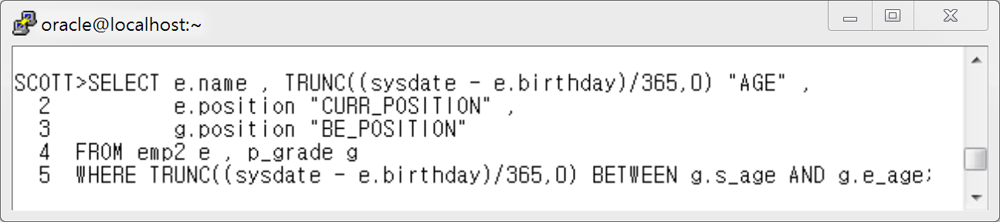 oracle@localhost:~
SCOTT>SELECT e.name , TRUNC((sysdate - e.birthday)/365,0) "AGE" ,
2 e.position "CURR_POSITION" ,
3 g.position "BE_POSITION"
4 FROM emp2 e , p_grade g
5 WHERE TRUNC((sysdate - e.birthday)/365,0) BETWEEN g.s_age AND g.e_age;